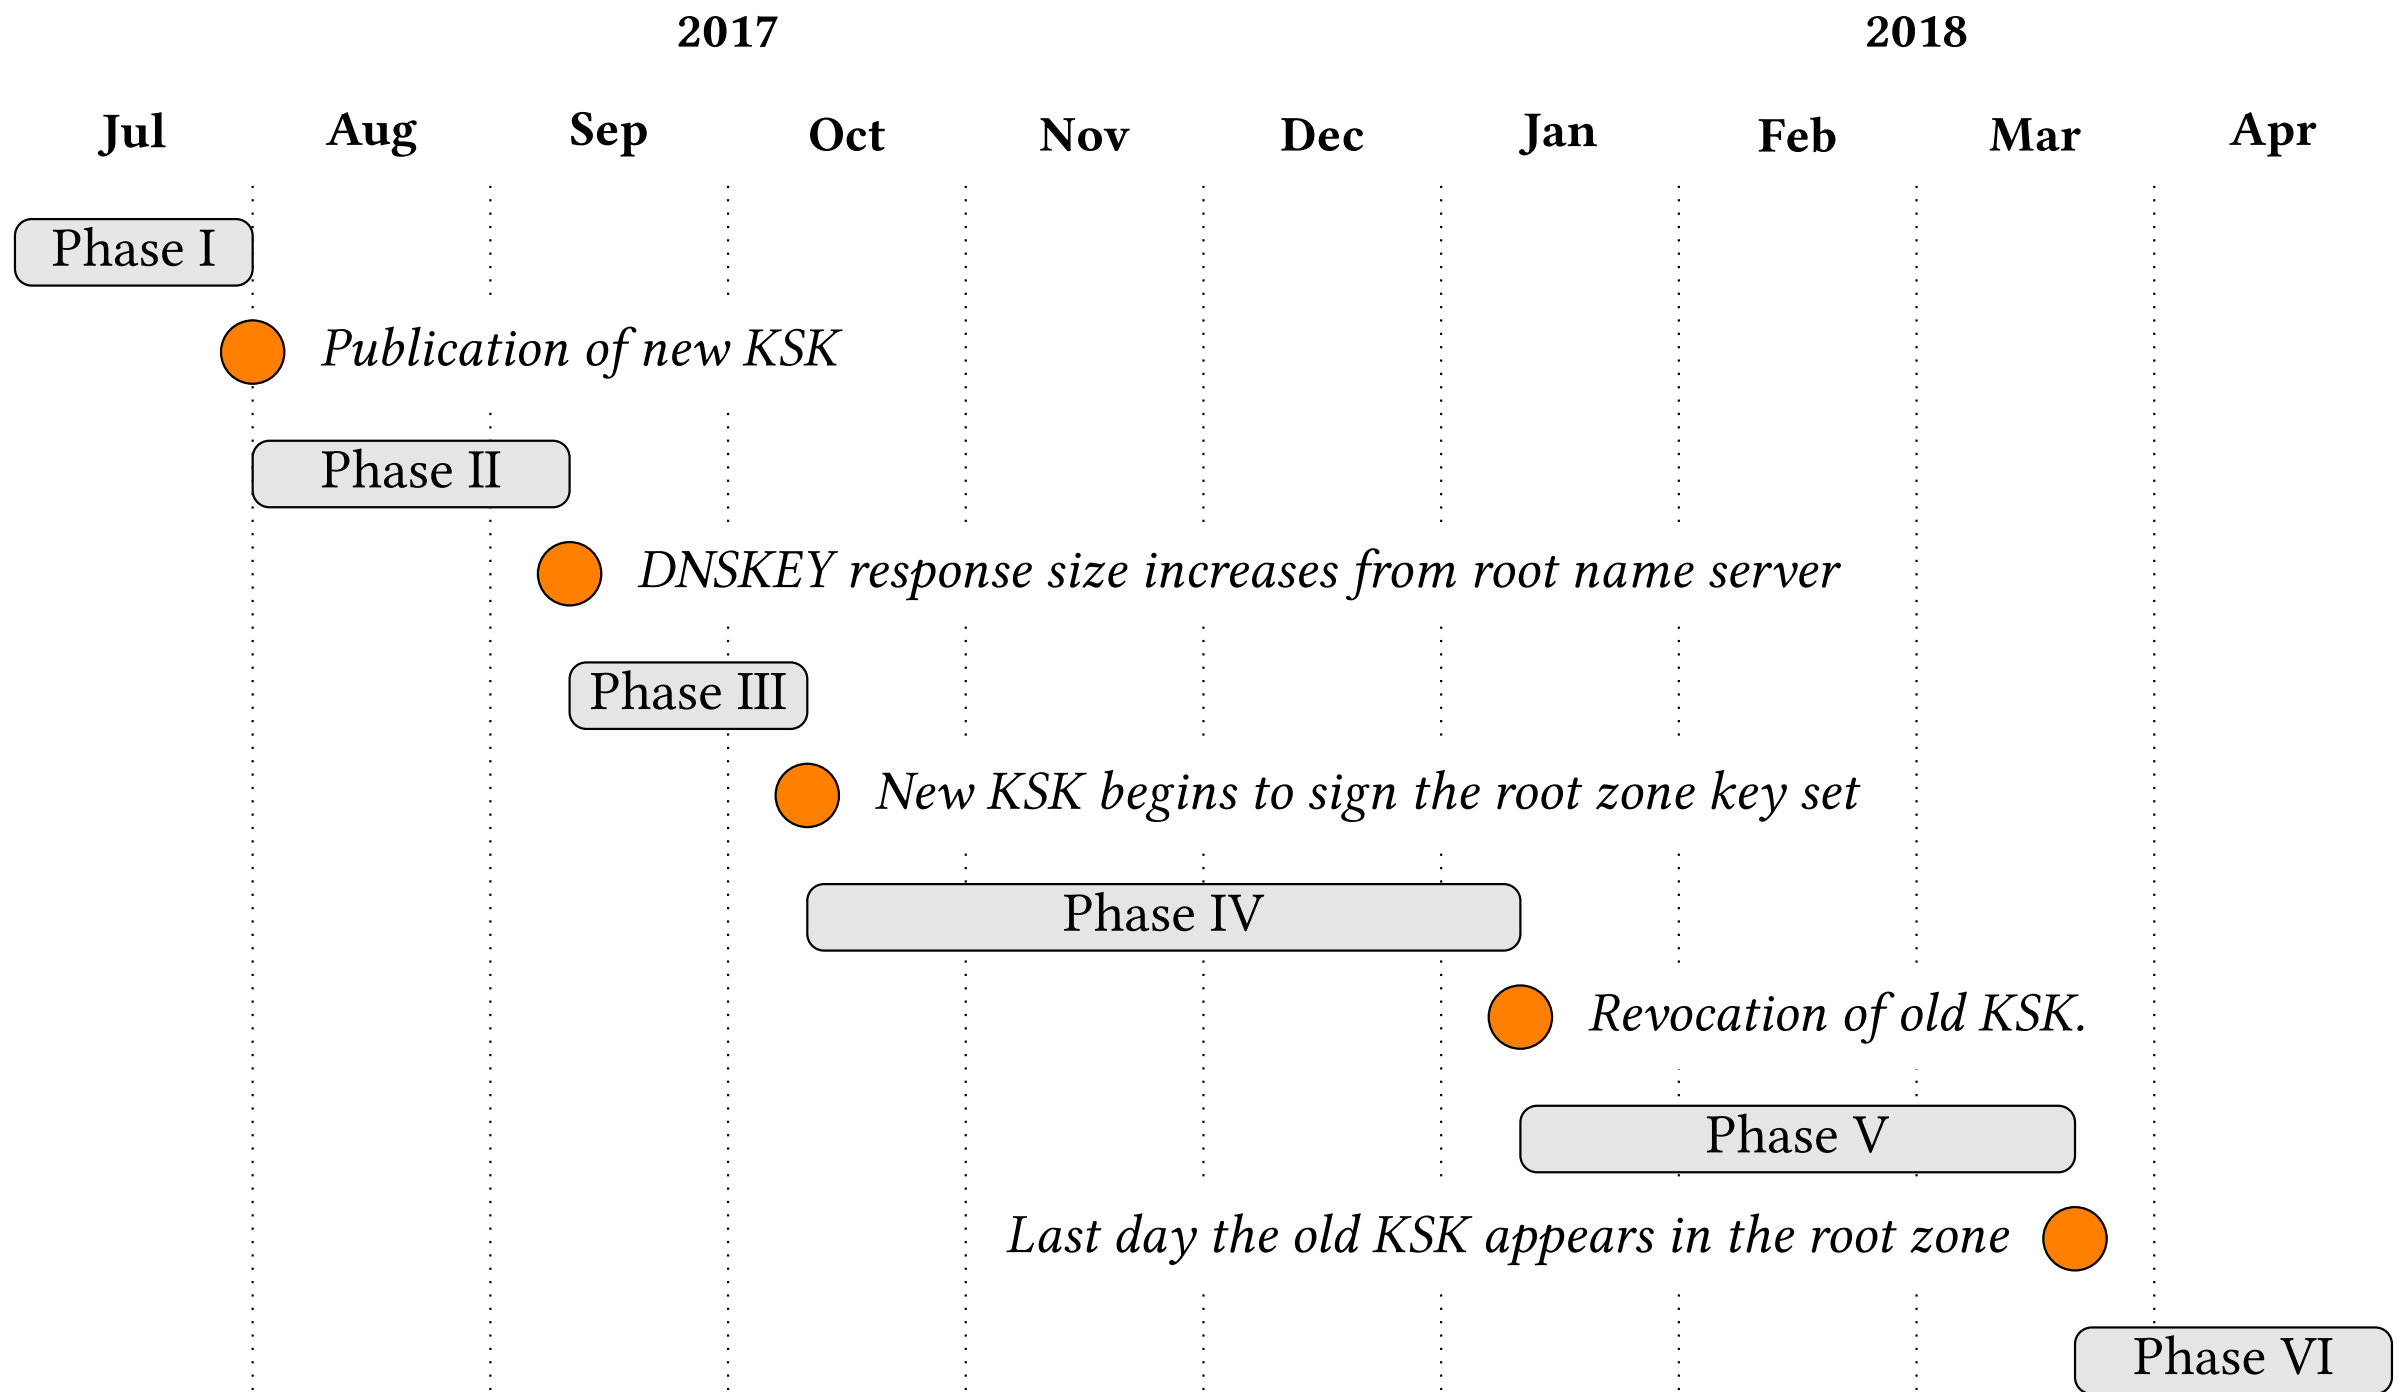 2017 2018
Jul Aug Sep Oct Nov Dec Jan Feb Mar Apr
Phase I
Publication of new KSK
Phase II
DNSKEY response size increases from root name server
Phase III
New KSK begins to sign the root zone key set
Phase IV
Revocation of old KSK.
Phase V
Last day the old KSK appears in the root zone
Phase VI